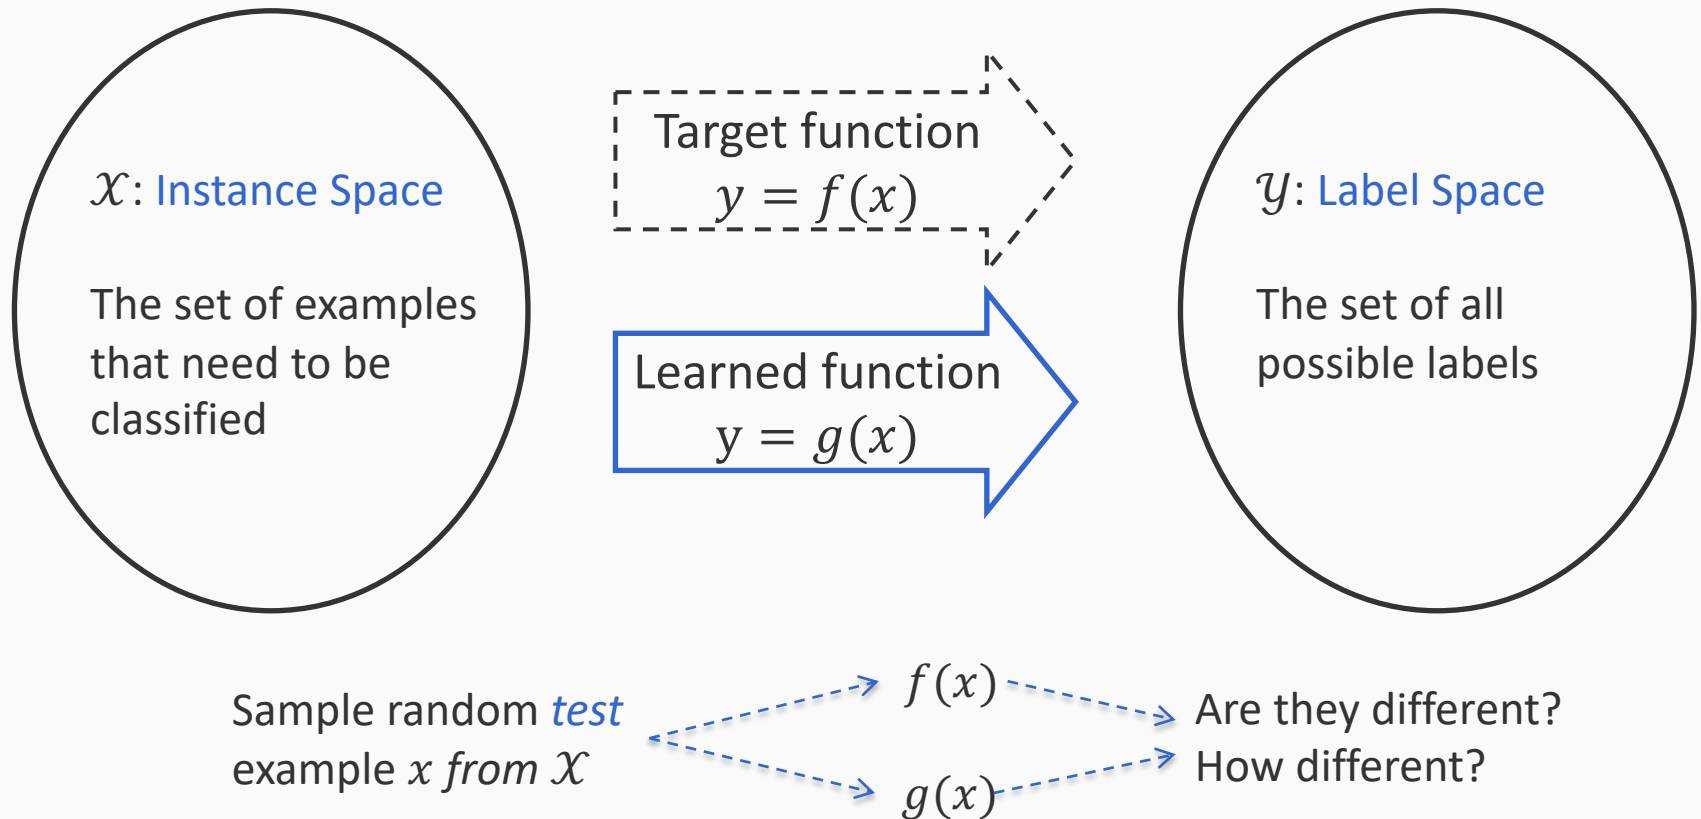 𝒳: Instance Space
The set of examples
that need to be
classified
Target function
𝑦 = 𝑓(𝑥)
Learned function
y = 𝑔(𝑥)
𝒴: Label Space
The set of all
possible labels
Sample random test
example 𝑥 from 𝒳
𝑓(𝑥)
𝑔(𝑥)
Are they different?
How different?